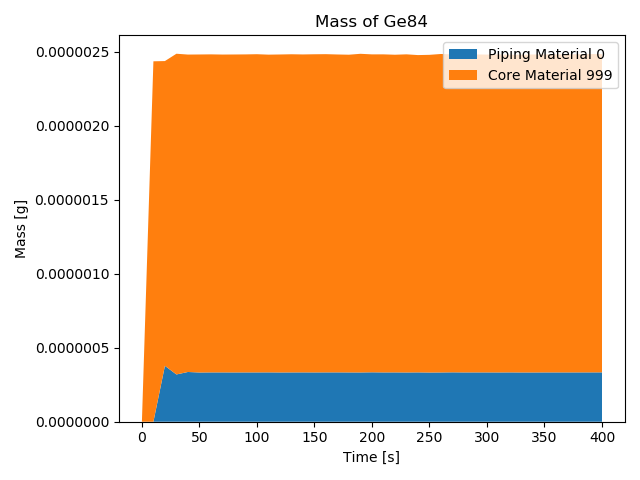 Mass of Ge84
Piping Material 0
Core Material 999
0.0000025
0.0000020
0.0000015
0.0000010
0.0000005
0.0000000
Mass [g]
0 50 100 150 200 250 300 350 400
Time [s]